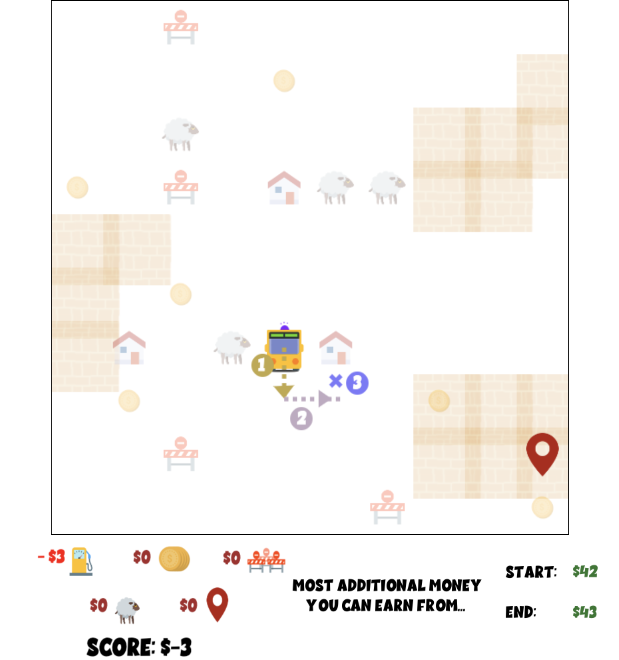 1
3
2
- $3
$0
$0
$0
$0
MOST ADDITIONAL MONEY
YOU CAN EARN FROM...
START: $42
END: $43
SCORE: $-3